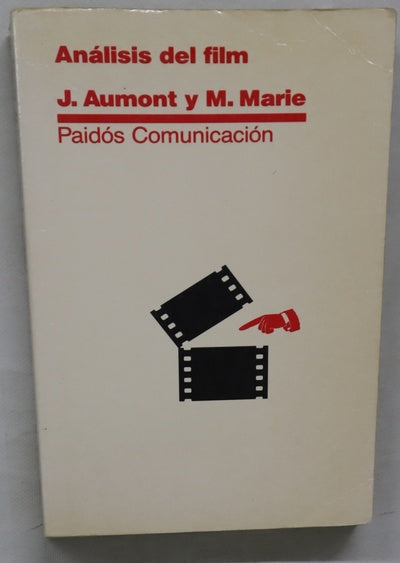 Análisis del film
J. Aumont y M. Marie
Paidós Comunicación